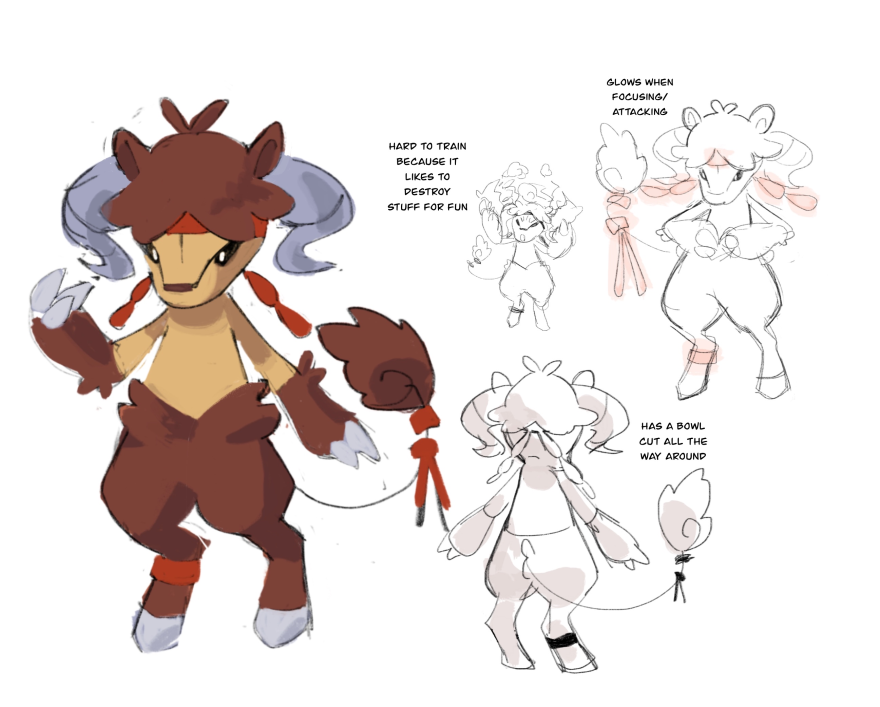 GLOWS WHEN
FOCUSING/
ATTACKING
HARD TO TRAIN
BECAUSE IT
LIKES TO
DESTROY
STUFF FOR FUN
HAS A BOWL
CUT ALL THE
WAY AROUND